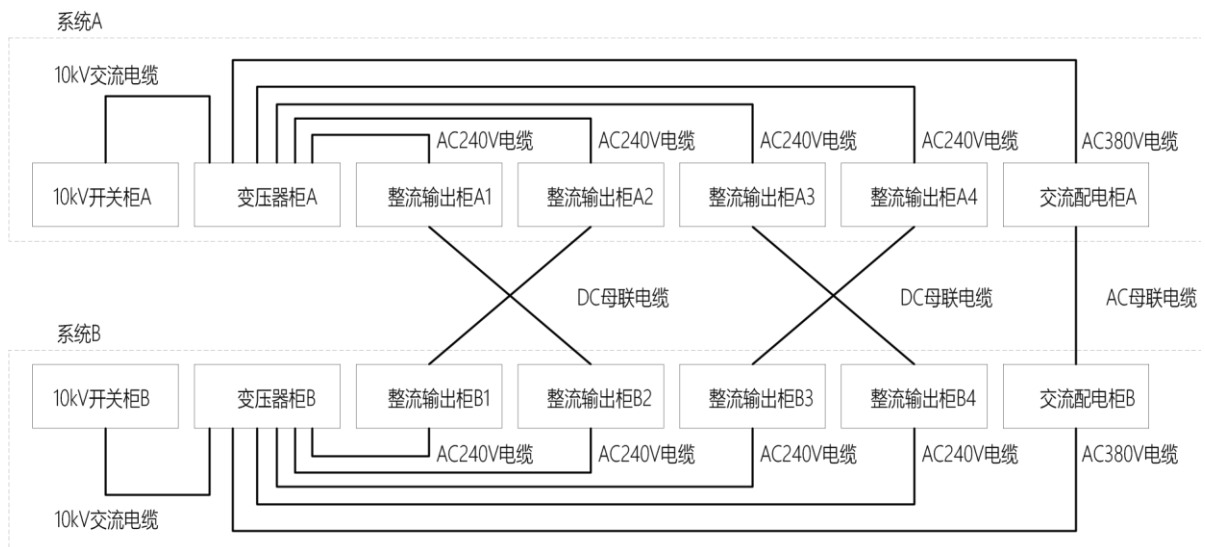 系统A
10kV交流电缆
AC240V电缆 AC240V电缆 AC240V电缆 AC240V电缆 AC380V电缆
10kV开关柜A 变压器柜A 整流输出柜A1 整流输出柜A2 整流输出柜A3 整流输出柜A4 交流配电柜A
DC母联电缆 DC母联电缆 AC母联电缆
系统B
10kV开关柜B 变压器柜B 整流输出柜B1 整流输出柜B2 整流输出柜B3 整流输出柜B4 交流配电柜B
AC240V电缆 AC240V电缆 AC240V电缆 AC240V电缆 AC380V电缆
10kV交流电缆